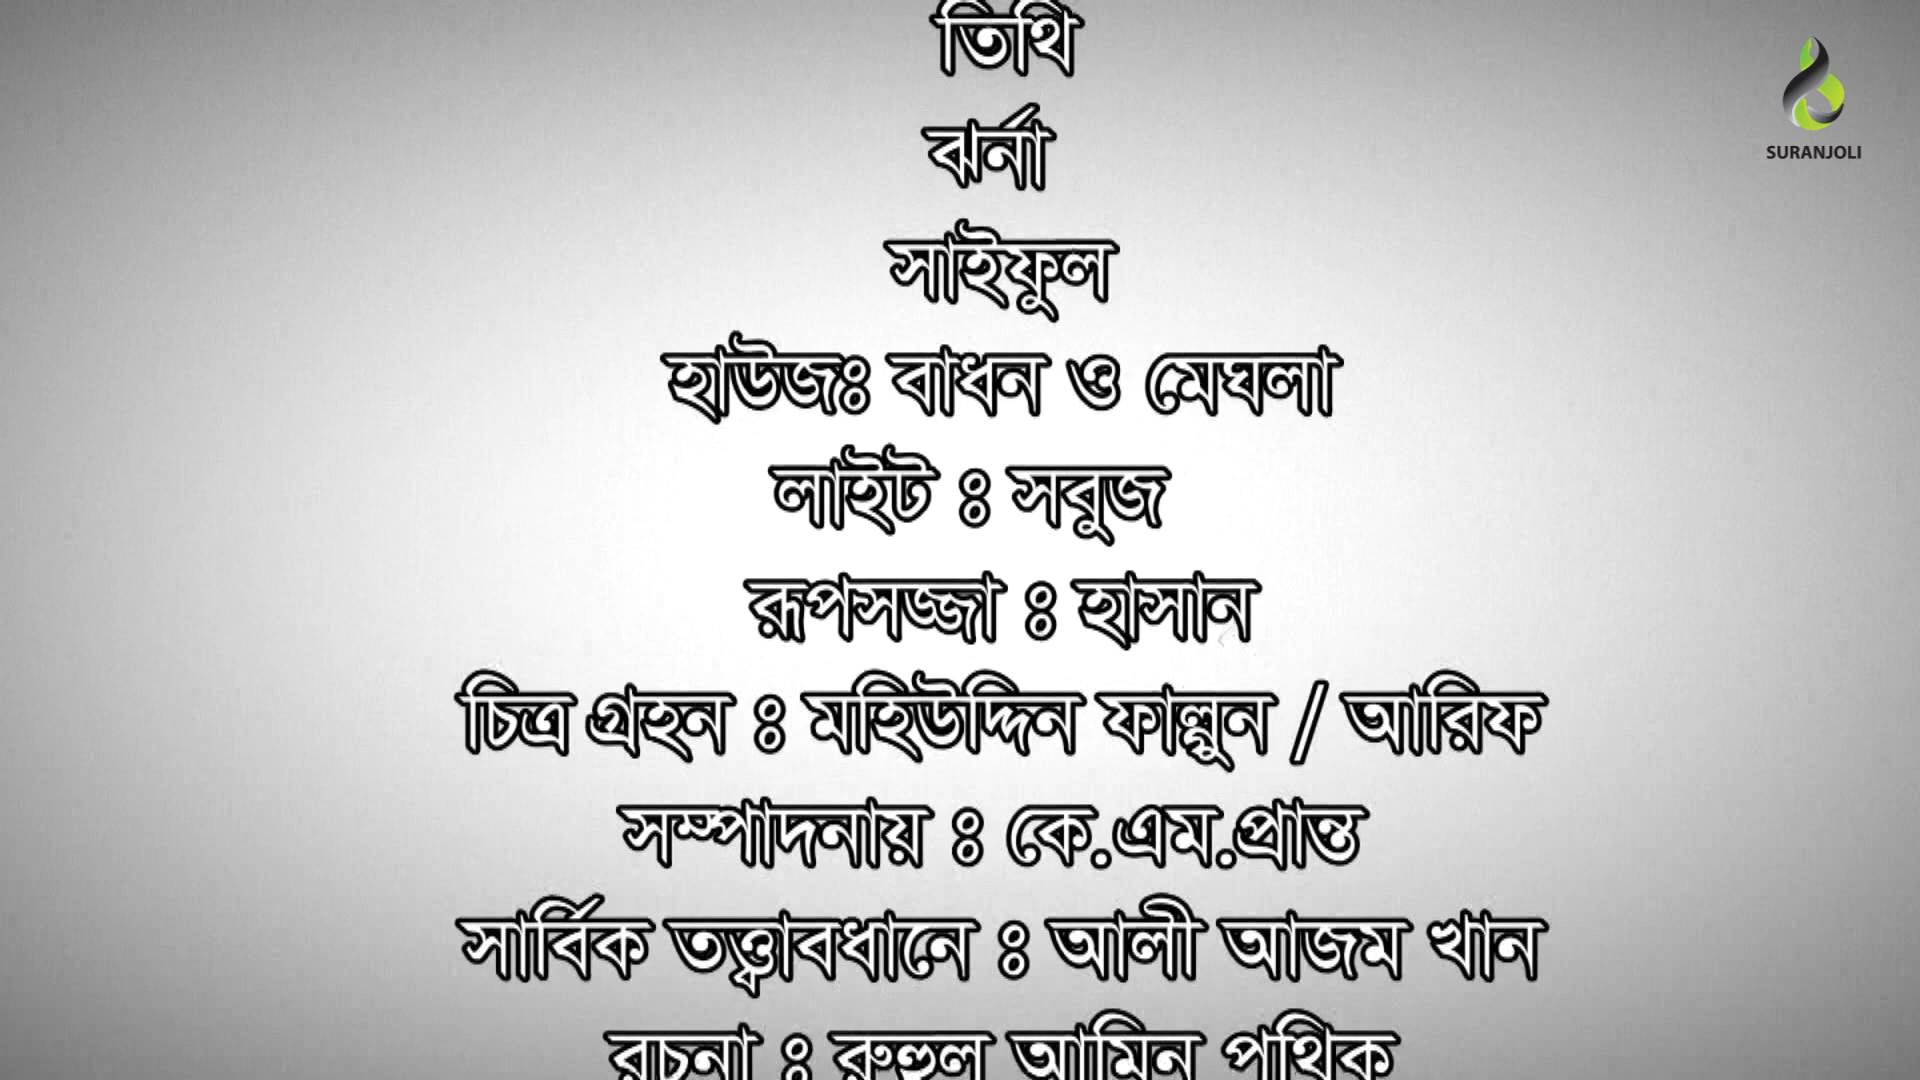 তিথি
ঝর্না
সাইফুল
হাউজঃ বাধন ও মেঘলা
লাইট ঃ সবুজ
রূপসজ্জা ঃ হাসান
চিত্র গ্রহন ঃ মহিউদ্দিন ফাল্গুন / আরিফ
সম্পাদনায় ঃ কে.এম.প্রান্ত
সার্বিক তত্ত্বাবধানে ঃ আলী আজম খান
রচনা ঃ রুহুল আমিন পথিক
SURANJOLI